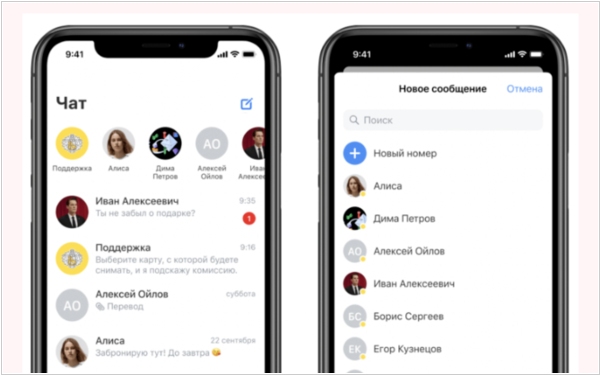 9:41
Чат
Поддержка
Алиса
Дима
Петров
Алексей
Ойлов
Иван
Алексее
Иван Алексеевич 9:35
Ты не забыл о подарке? 1
Поддержка 9:16
Выберите карту, с которой будете
снимать, и я подскажу комиссию.
АО Алексей Ойлов суббота
Перевод
Алиса 22 сентября
Забронирую тут! До завтра 😘
9:41
Новое сообщение Отмена
Поиск
Новый номер
Алиса
Дима Петров
АО Алексей Ойлов
Иван Алексеевич
БС Борис Сергеев
ЕК Егор Кузнецов